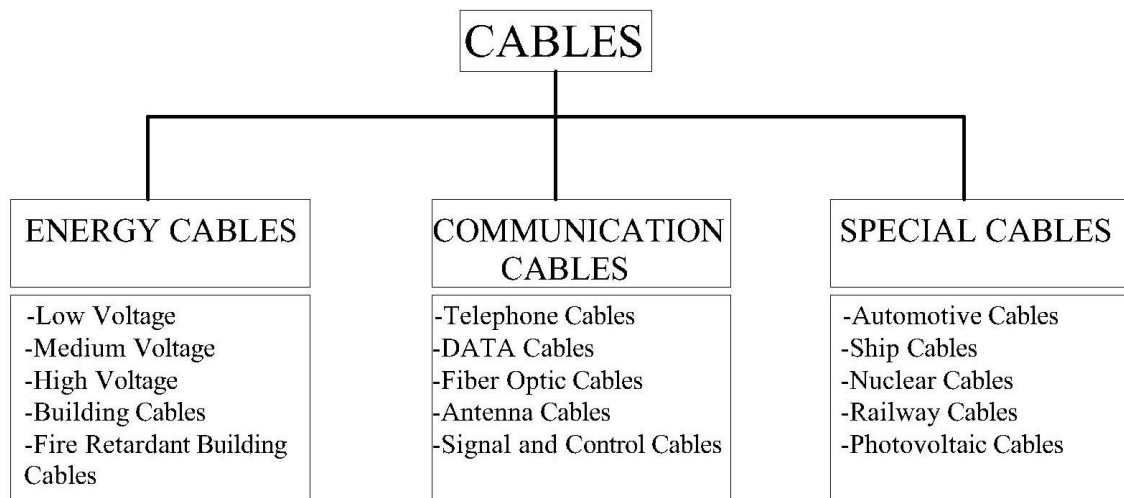 CABLES
ENERGY CABLES
-Low Voltage
-Medium Voltage
-High Voltage
-Building Cables
-Fire Retardant Building
Cables
COMMUNICATION
CABLES
-Telephone Cables
-DATA Cables
-Fiber Optic Cables
-Antenna Cables
-Signal and Control Cables
SPECIAL CABLES
-Automotive Cables
-Ship Cables
-Nuclear Cables
-Railway Cables
-Photovoltaic Cables